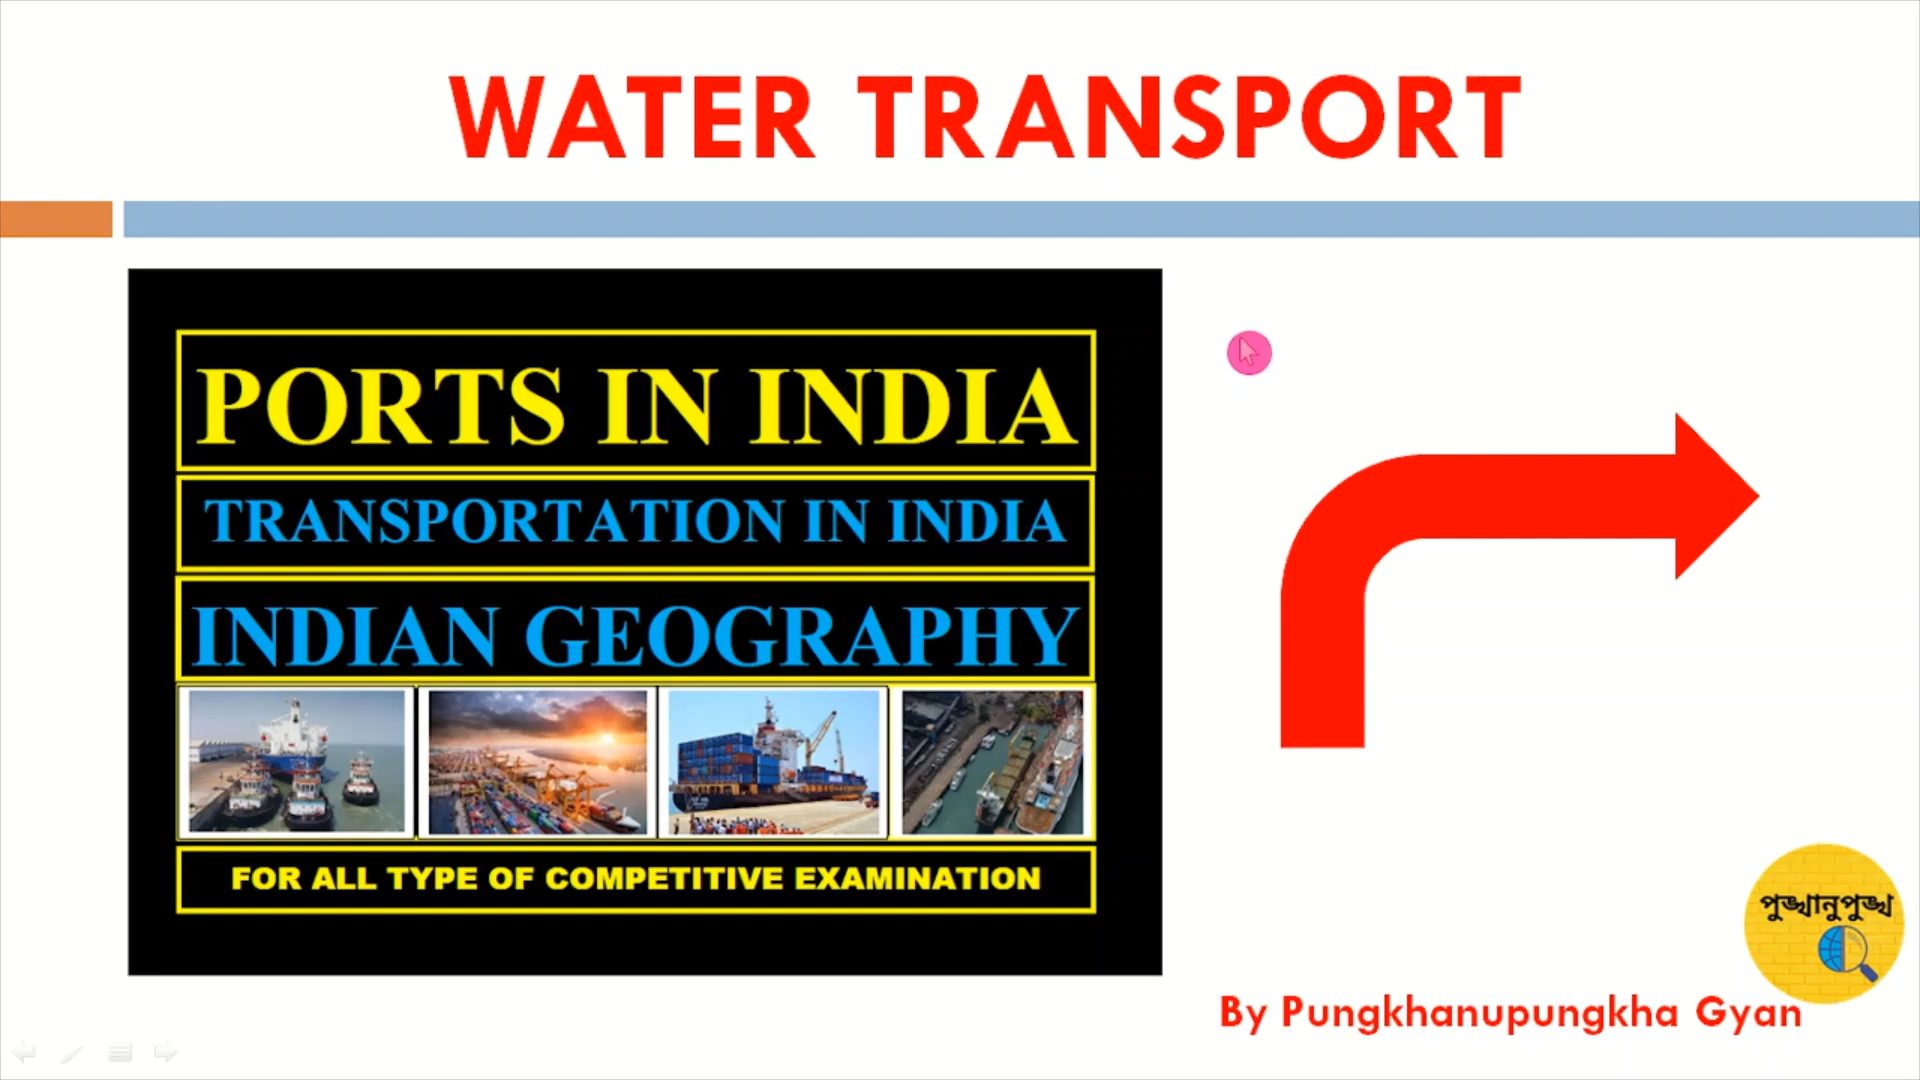 WATER TRANSPORT
PORTS IN INDIA
TRANSPORTATION IN INDIA
INDIAN GEOGRAPHY
FOR ALL TYPE OF COMPETITIVE EXAMINATION
পুঙ্খানুপুঙ্খ
By Pungkhanupungkha Gyan